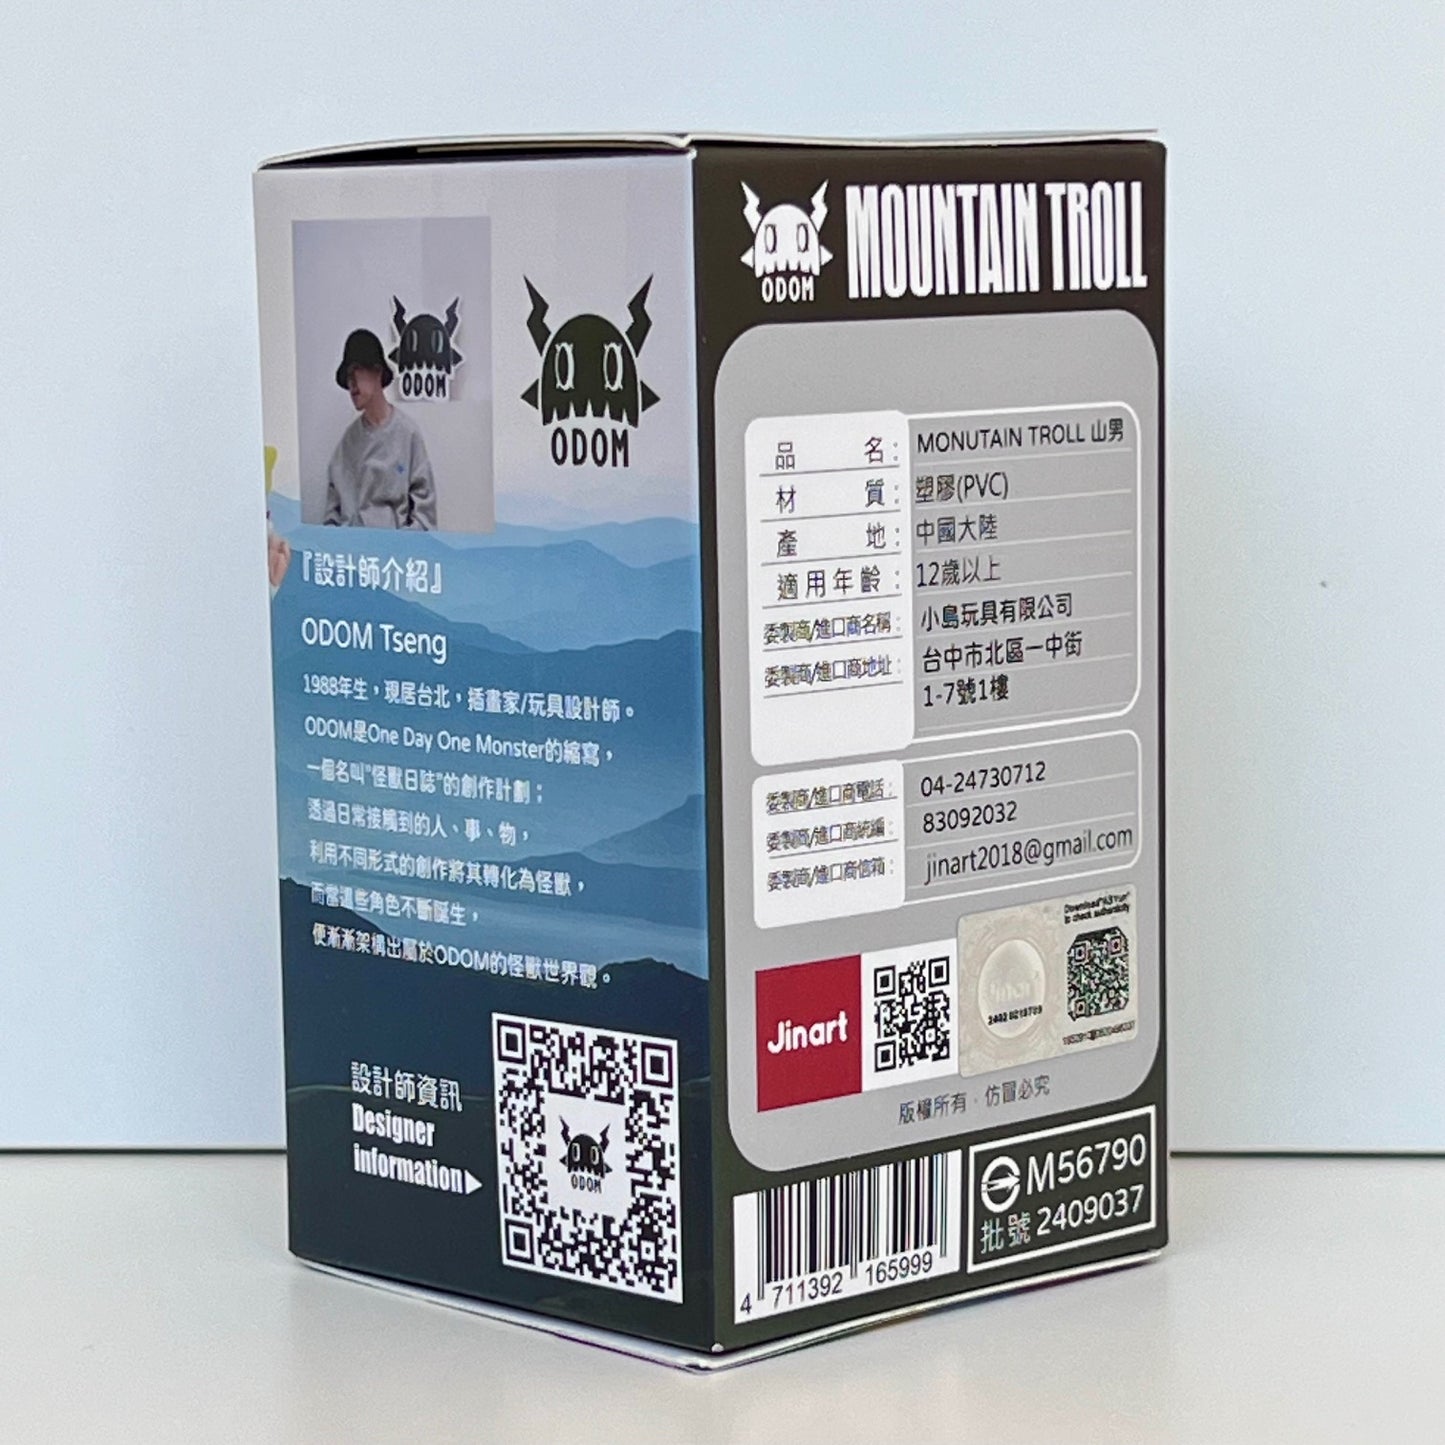 ODOM
ODOM
『設計師介紹』
ODOM Tseng
1988年生，現居台北，插畫家/玩具設計師。
ODOM是One Day One Monster的縮寫，
一個名叫"怪獸日誌"的創作計劃；
透過日常接觸到的人、事、物，
利用不同形式的創作將其轉化為怪獸，
而當這些角色不斷誕生，
便漸漸架構出屬於ODOM的怪獸世界觀。
設計師資訊
Designer
information
ODOM
ODOM
MOUNTAIN TROLL
品名：MONUTAIN TROLL 山男
材質：塑膠(PVC)
產地：中國大陸
適用年齡：12歲以上
委製商/進口商名稱：小島玩具有限公司
委製商/進口商地址：台中市北區一中街
1-7號1樓
委製商/進口商電話：04-24730712
委製商/進口商統編：83092032
委製商/進口商信箱：jinart2018@gmail.com
Jinart
to check authenticity
版權所有．仿冒必究
4 711392 165999
M56790
批號 2409037